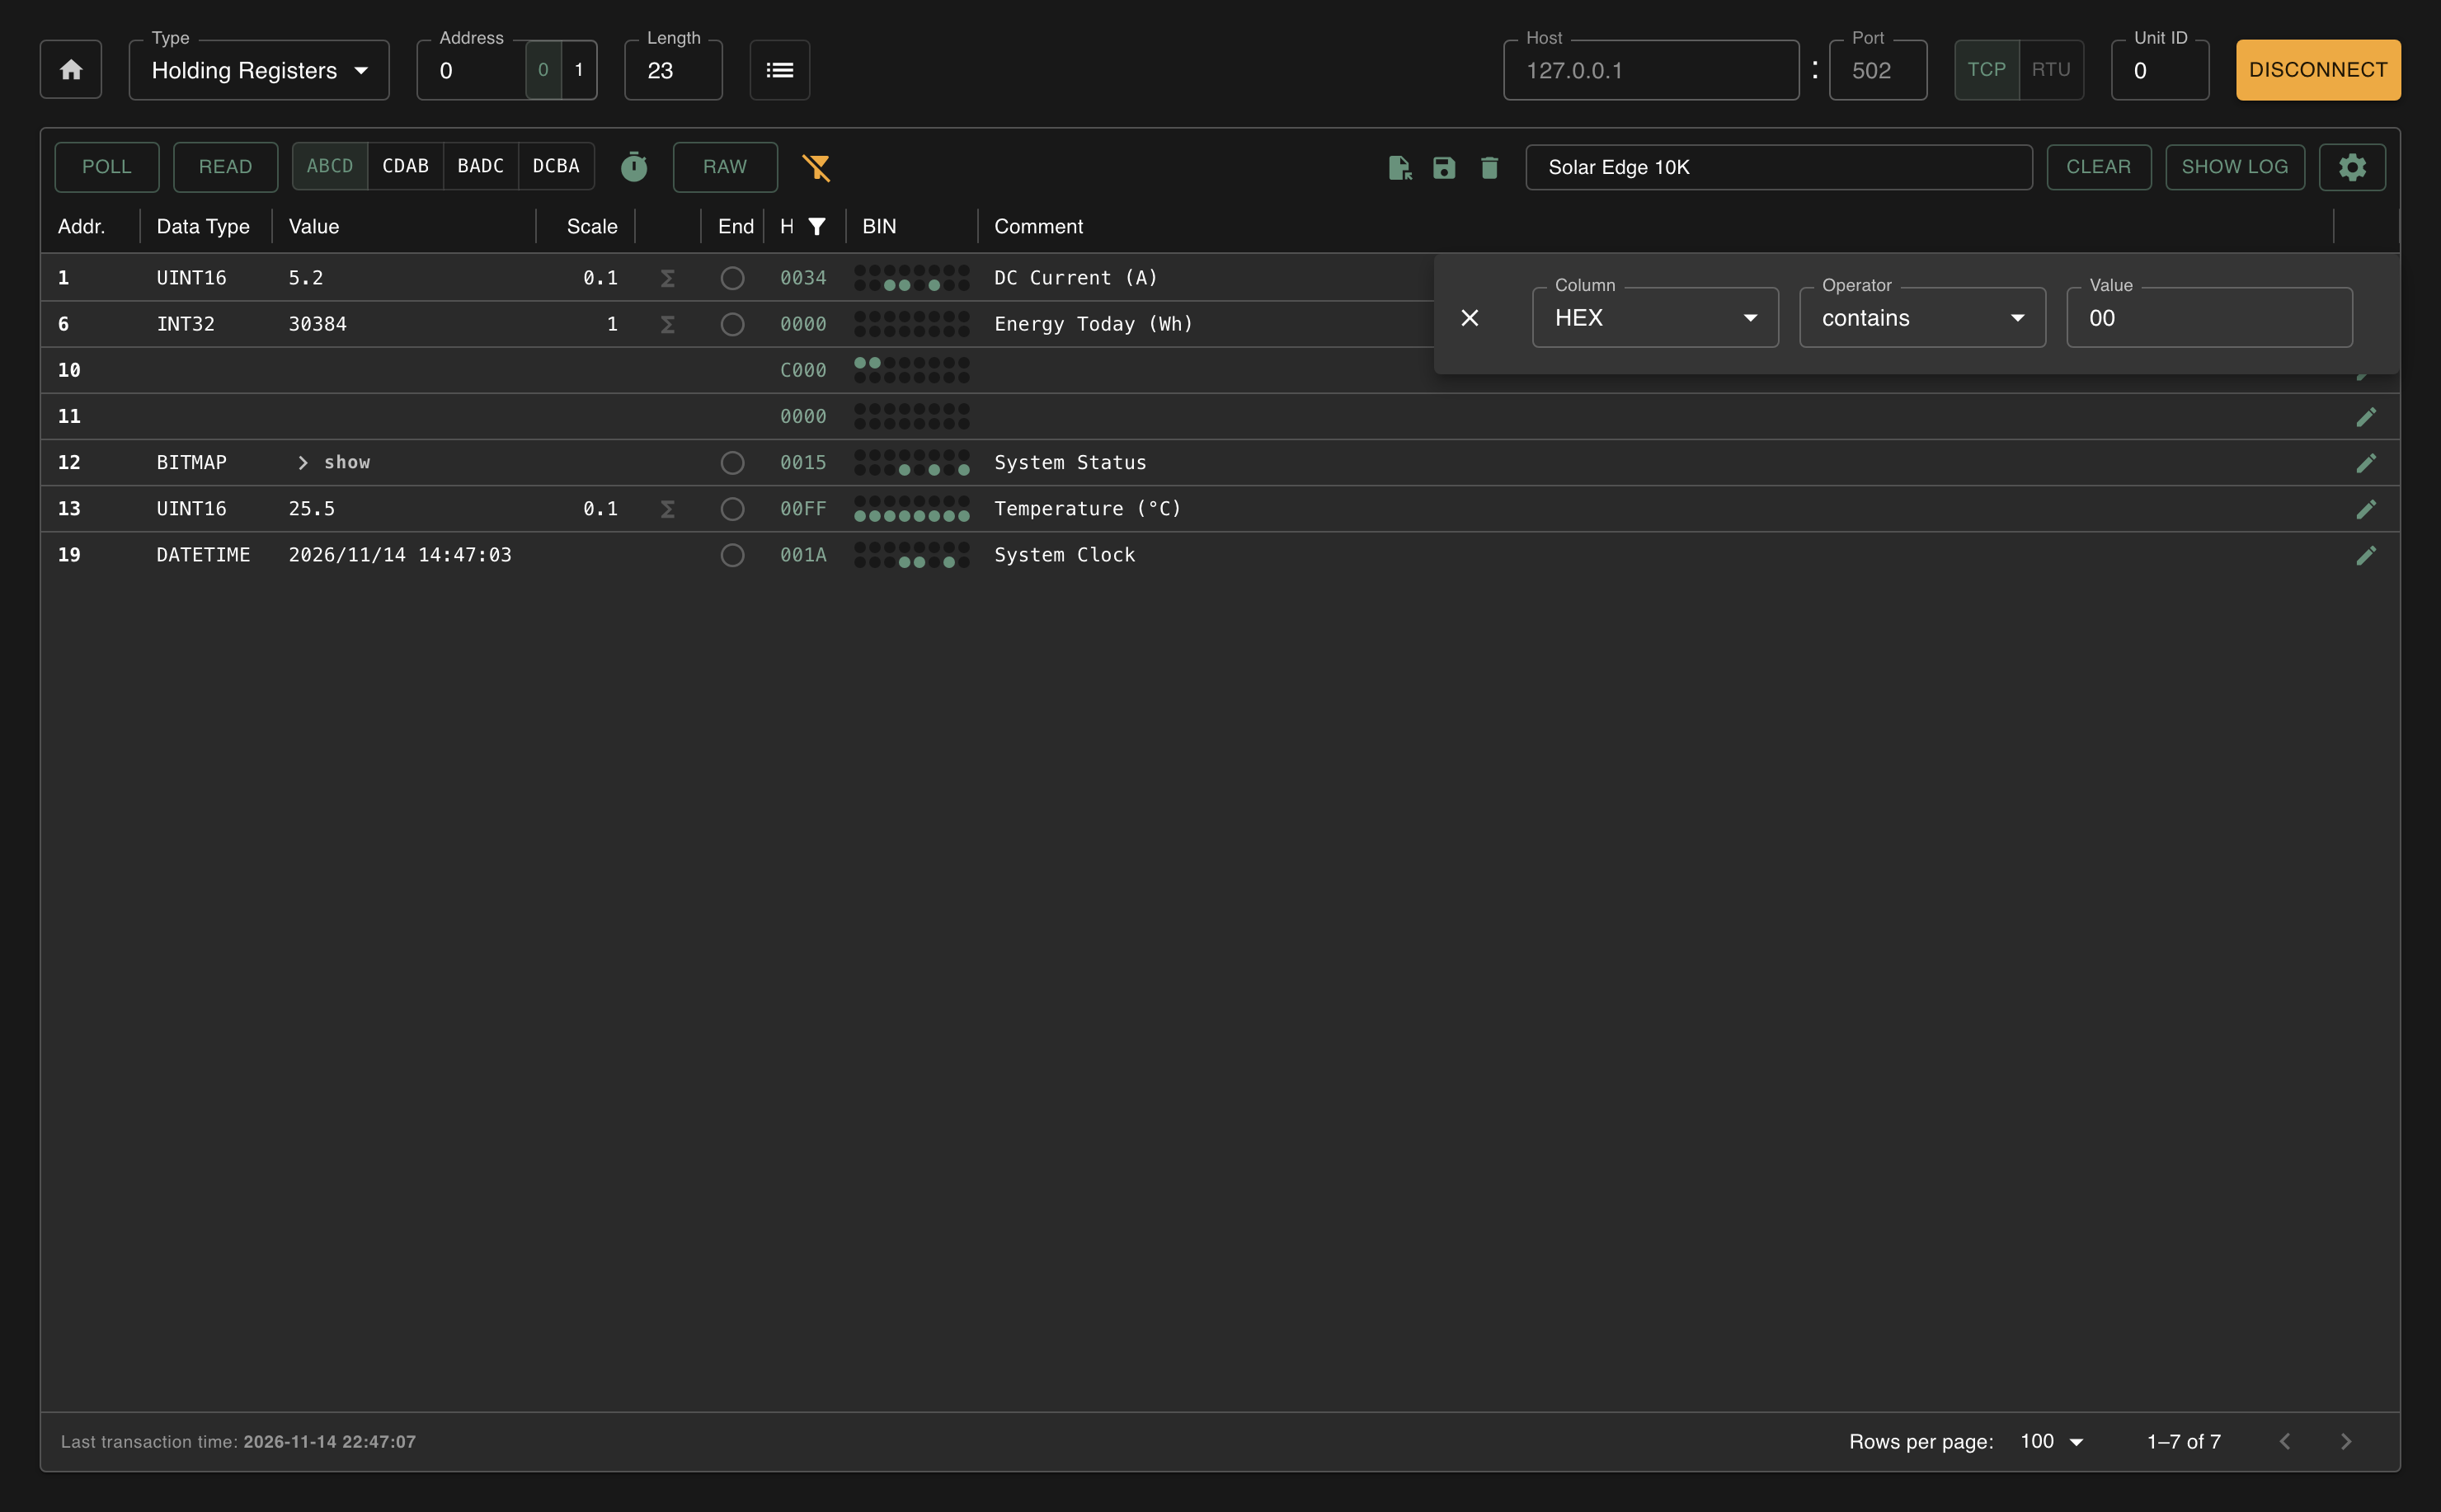 Type Address Length Host Port Unit ID
Holding Registers 0 0 1 23 127.0.0.1 : 502 TCP RTU 0 DISCONNECT
POLL READ ABCD CDAB BADC DCBA RAW Solar Edge 10K CLEAR SHOW LOG
Addr. Data Type Value Scale End H BIN Comment
1 UINT16 5.2 0.1 Σ 0034 DC Current (A)
6 INT32 30384 1 Σ 0000 Energy Today (Wh)
10 C000
11 0000
12 BITMAP show 0015 System Status
13 UINT16 25.5 0.1 Σ 00FF Temperature (°C)
19 DATETIME 2026/11/14 14:47:03 001A System Clock
Column Operator Value
HEX contains 00
Last transaction time: 2026-11-14 22:47:07 Rows per page: 100 1–7 of 7